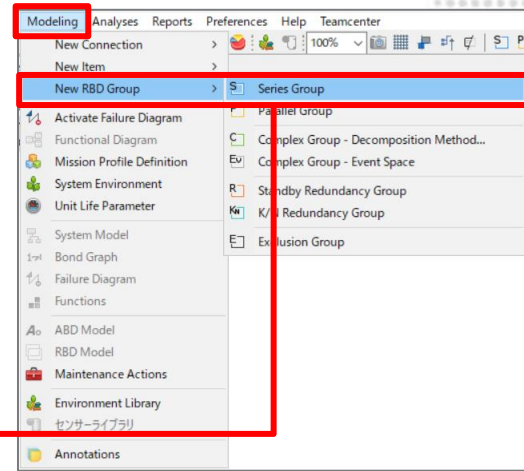 Modeling Analyses Reports Preferences Help Teamcenter
New Connection
100%
New Item
New RBD Group
Series Group
Parallel Group
Activate Failure Diagram
Complex Group - Decomposition Method...
Functional Diagram
Complex Group - Event Space
Mission Profile Definition
System Environment
Standby Redundancy Group
Unit Life Parameter
K/N Redundancy Group
System Model
Exclusion Group
Bond Graph
Failure Diagram
Functions
ABD Model
RBD Model
Maintenance Actions
Environment Library
センサーライブラリ
Annotations